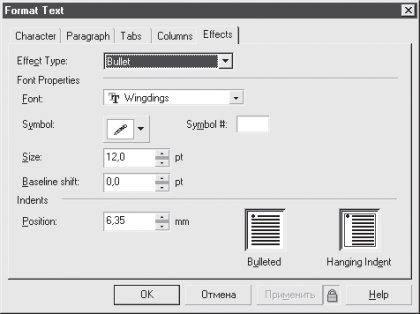 Format Text
Character Paragraph Tabs Columns Effects
Effect Type: Bullet
Font Properties
Font: Wingdings
Symbol: Symbol #:
Size: 12,0 pt
Baseline shift: 0,0 pt
Indents
Position: 6,35 mm
Bulleted Hanging Indent
OK Отмена Применить Help